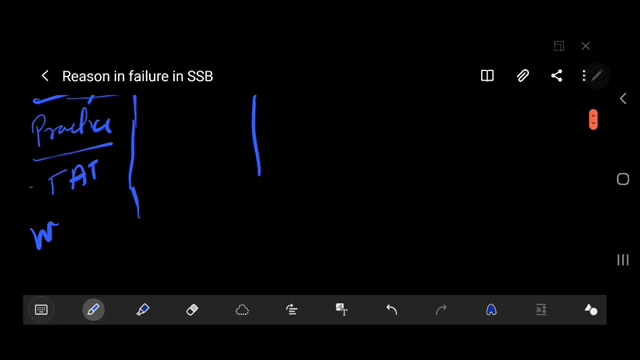 Reason in failure in SSB
Practice
. TAT
W